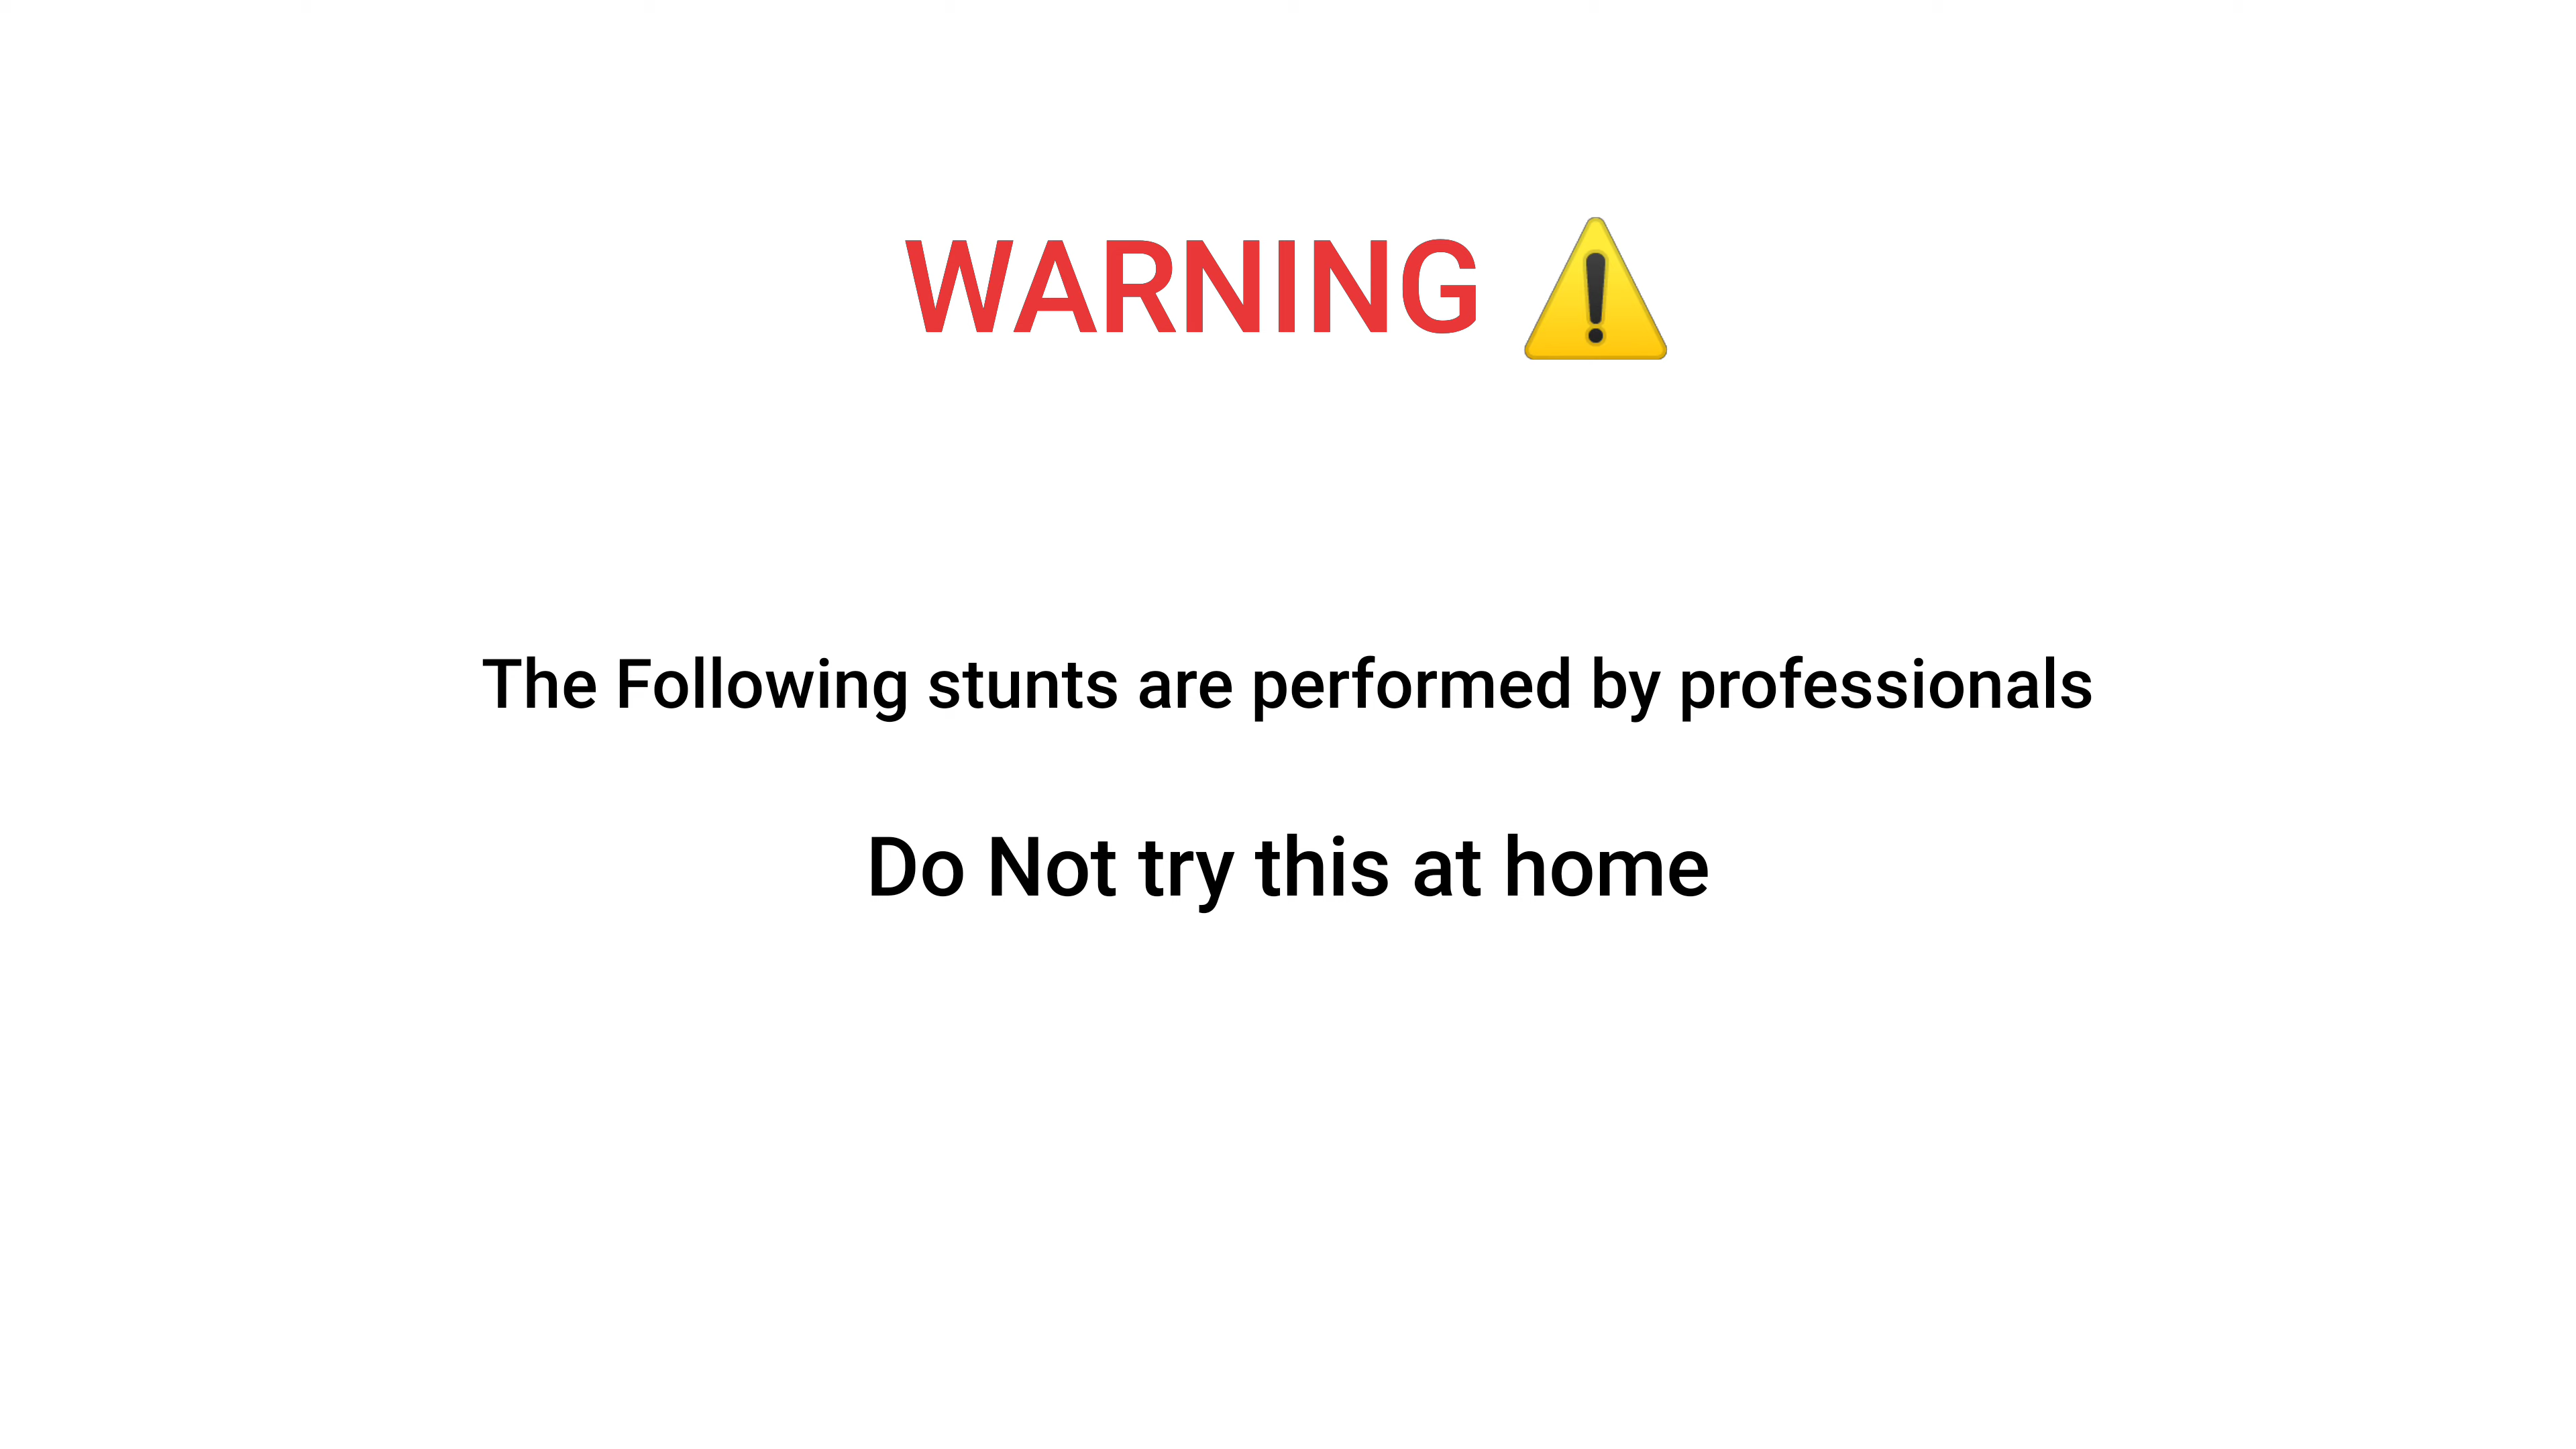 WARNING ⚠️
The Following stunts are performed by professionals
Do Not try this at home